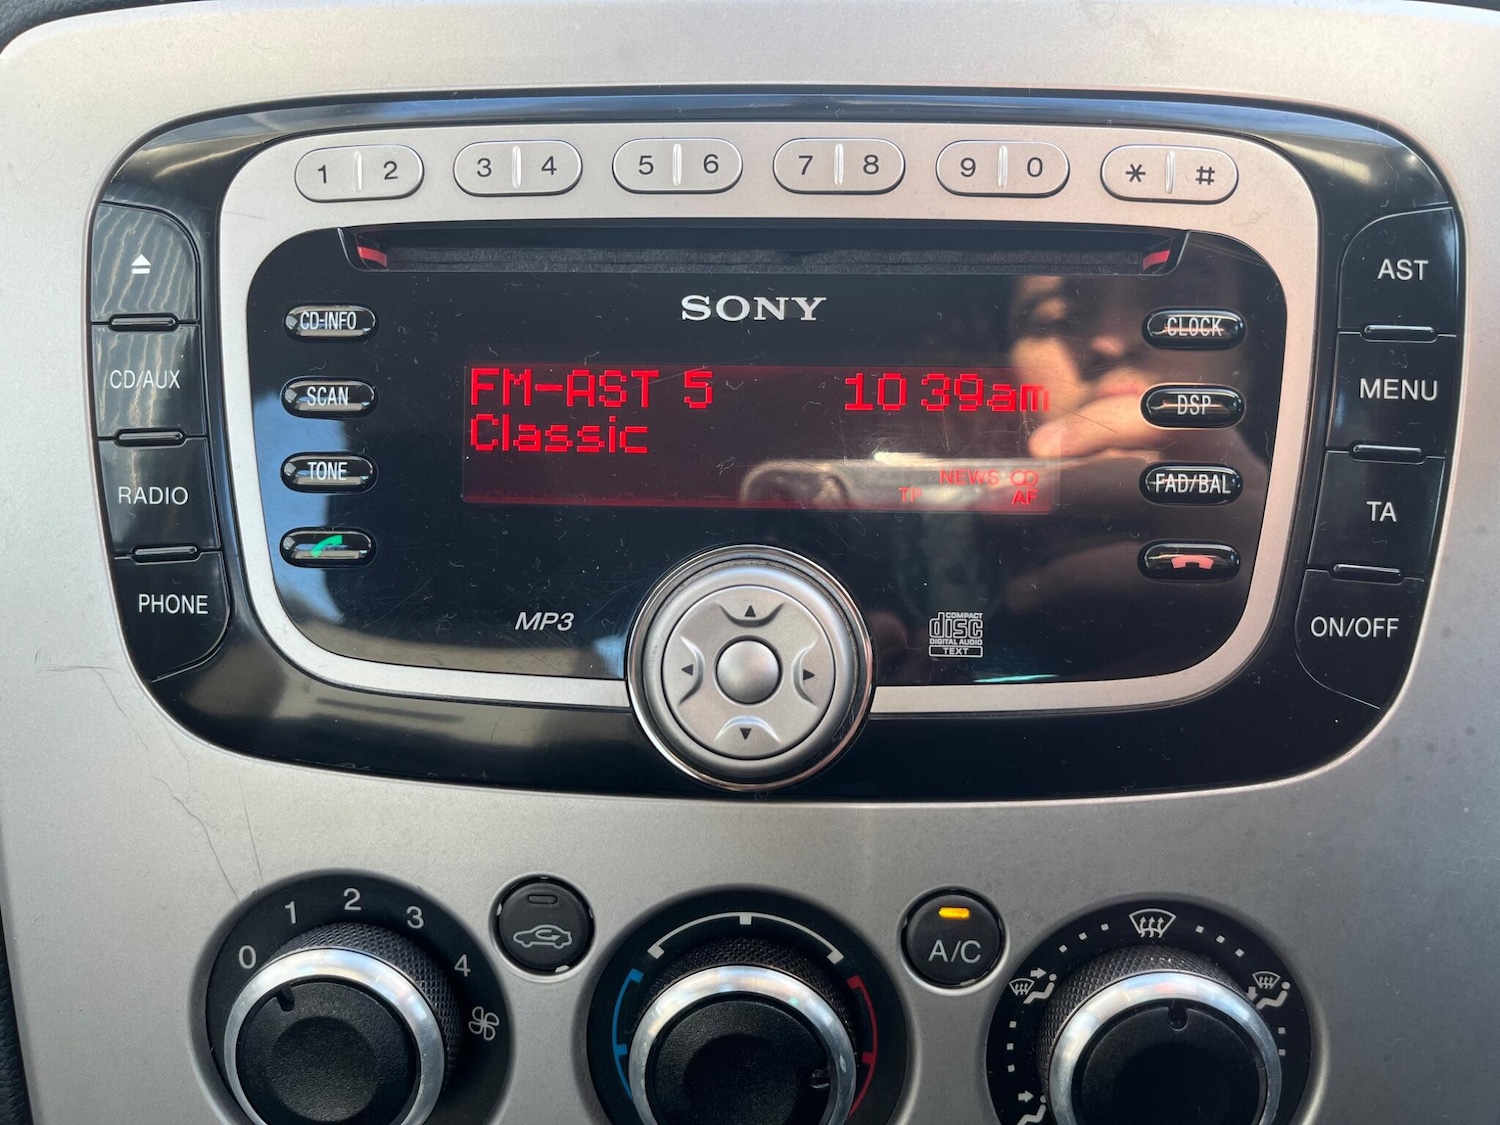 1 2 3 4 5 6 7 8 9 0 * #
AST
SONY
CD-INFO
CLOCK
CD/AUX
FM-AST 5 10 39am
MENU
SCAN
DSP
Classic
TONE
NEWS
FAD/BAL
RADIO
TP AF
TA
PHONE
MP3
COMPACT
disc
DIGITAL AUDIO
TEXT
ON/OFF
0 1 2 3 4
A/C